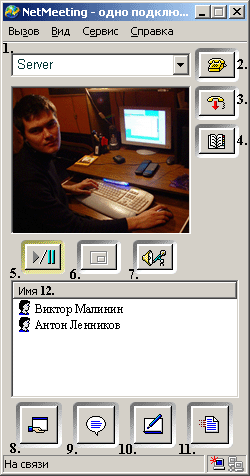 NetMeeting - одно подклю...
Вызов Вид Сервис Справка
1.
Server
2.
3.
4.
5.
6.
7.
Имя 12.
Виктор Малинин
Антон Ленников
8.
9.
10.
11.
На связи